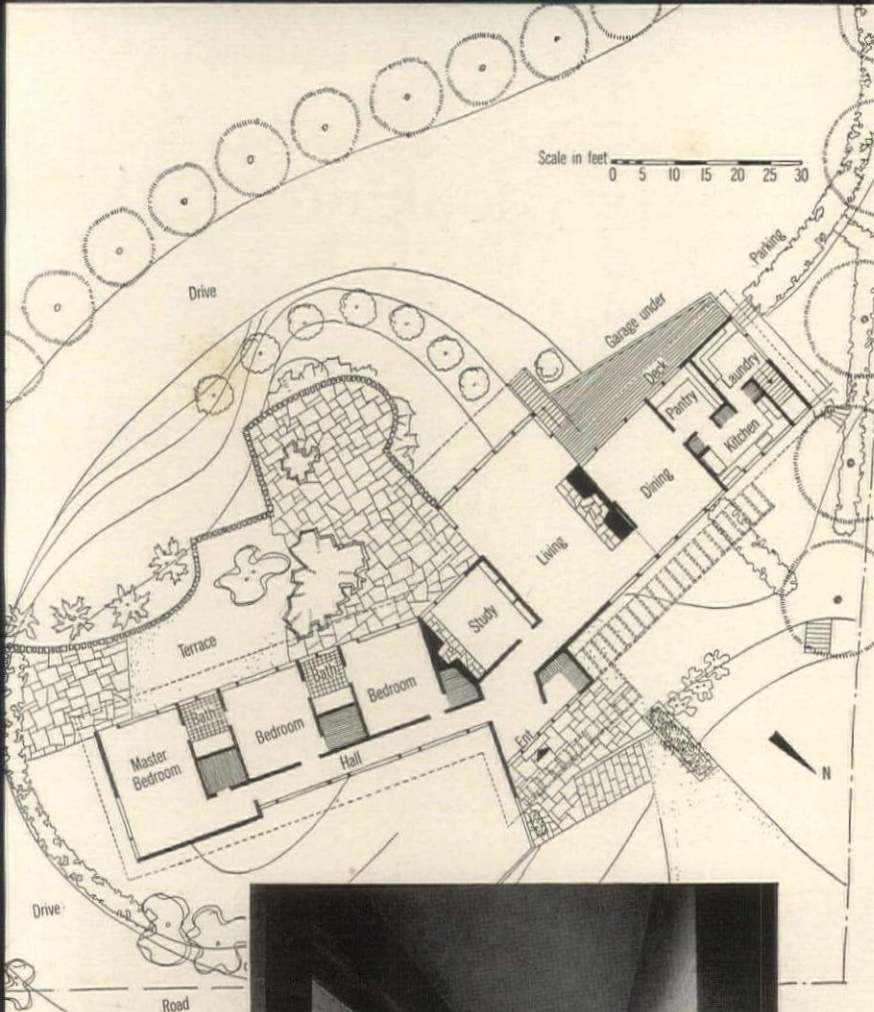 Scale in feet
0 5 10 15 20 25 30
Parking
Drive
Garage under
Deck
Laundry
Pantry
Kitchen
Dining
Living
Study
Terrace
Bath
Bedroom
Bath
Bedroom
Master
Bedroom
Hall
Ent.
N
Drive
Road